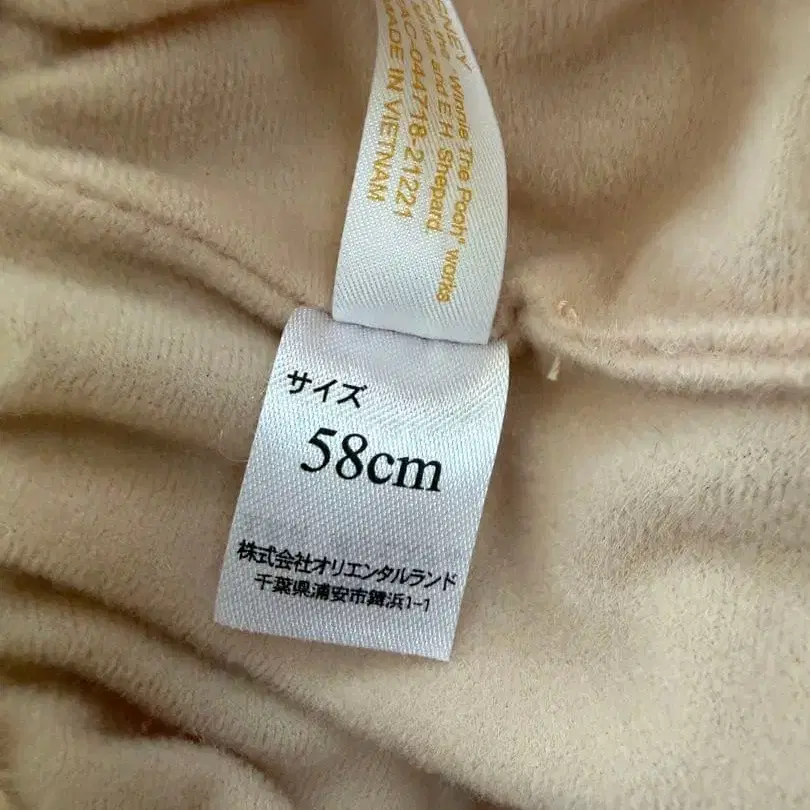 SNEY
"Winnie The Pooh" works
and E.H. Shepard
AC-044718-21221
MADE IN VIETNAM
サイズ
58cm
株式会社オリエンタルランド
千葉県浦安市舞浜1-1